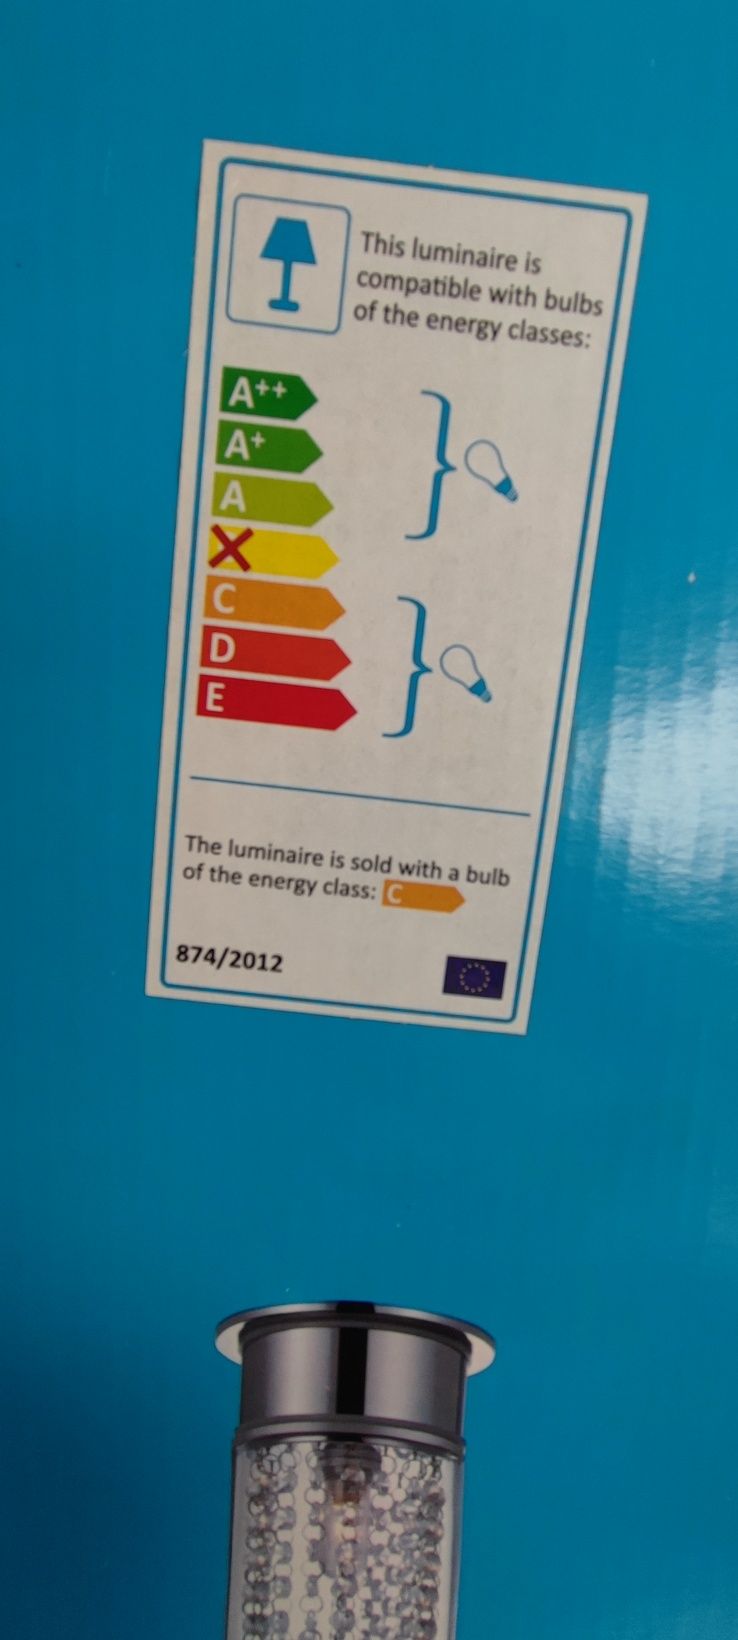 This luminaire is
compatible with bulbs
of the energy classes:
A++
A+
A
C
D
E
The luminaire is sold with a bulb
of the energy class: C
874/2012